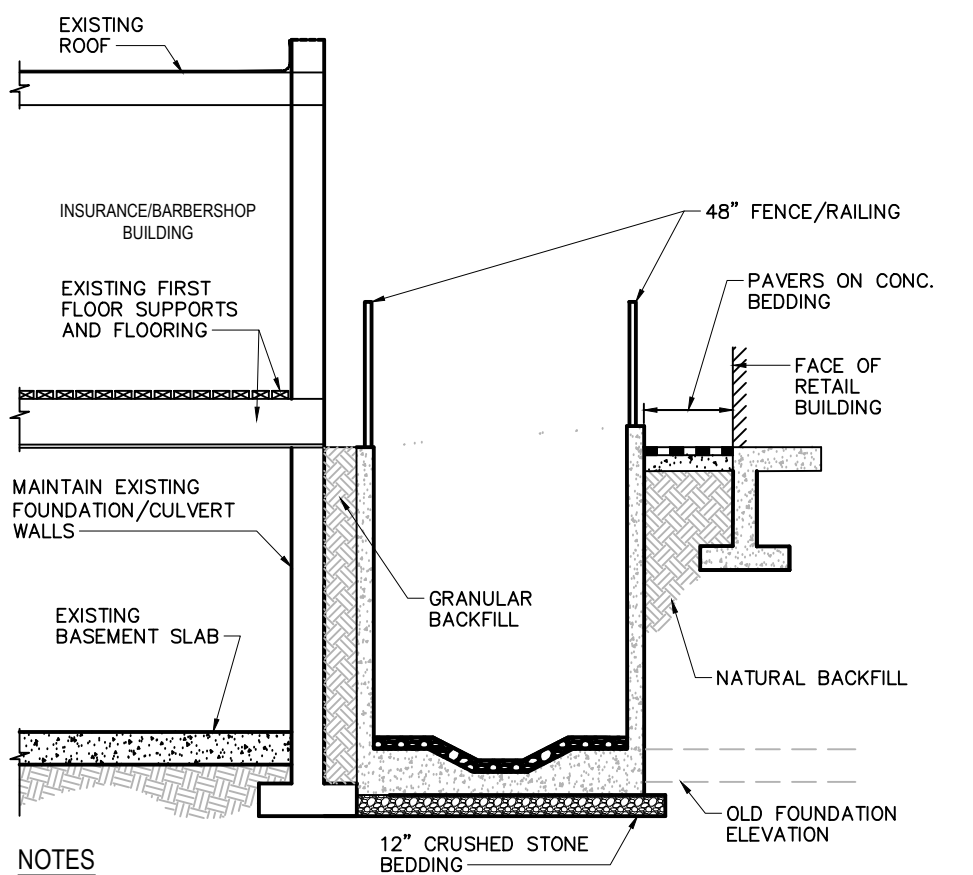 EXISTING
ROOF
INSURANCE/BARBERSHOP
BUILDING
48" FENCE/RAILING
EXISTING FIRST
FLOOR SUPPORTS
AND FLOORING
PAVERS ON CONC.
BEDDING
FACE OF
RETAIL
BUILDING
MAINTAIN EXISTING
FOUNDATION/CULVERT
WALLS
GRANULAR
BACKFILL
EXISTING
BASEMENT SLAB
NATURAL BACKFILL
OLD FOUNDATION
ELEVATION
12" CRUSHED STONE
BEDDING
NOTES